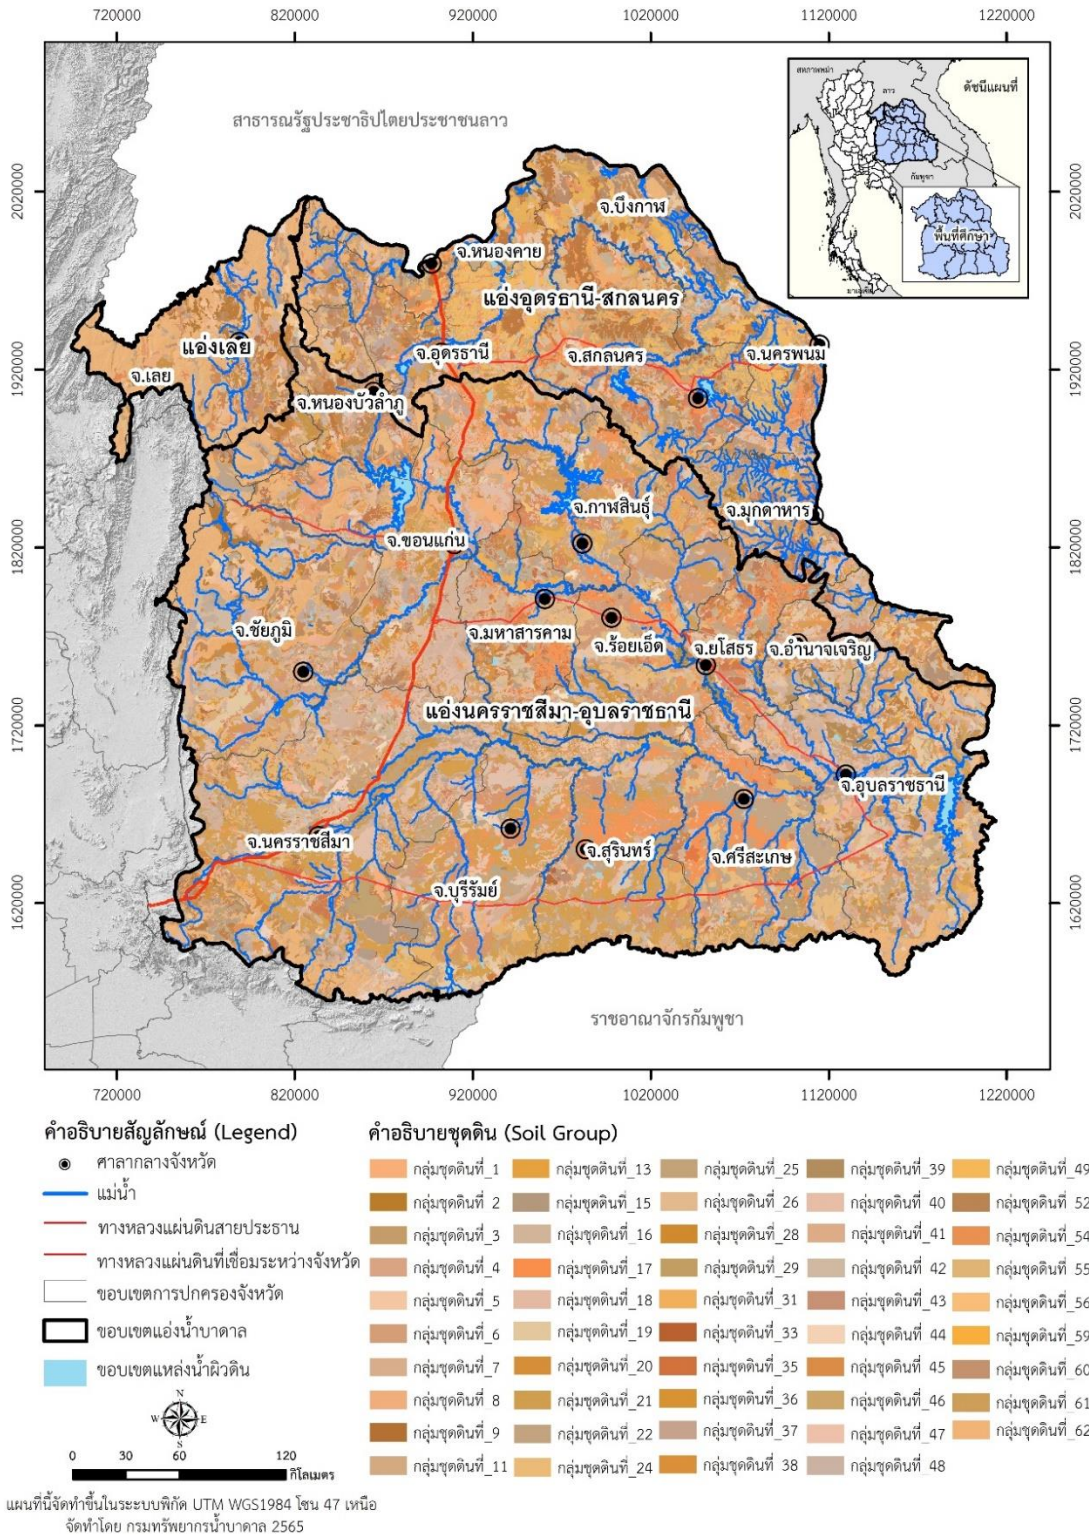 720000 820000 920000 1020000 1120000 1220000
สหภาพพม่า
ลาว
ดัชนีแผนที่
สาธารณรัฐประชาธิปไตยประชาชนลาว
กัมพูชา
พื้นที่ศึกษา
มาเลเซีย
2020000
2020000
จ.บึงกาฬ
จ.หนองคาย
แอ่งอุดรธานี-สกลนคร
แอ่งเลย
จ.อุดรธานี
จ.สกลนคร
จ.นครพนม
1920000
จ.เลย
1920000
จ.หนองบัวลำภู
จ.กาฬสินธุ์
จ.มุกดาหาร
จ.ขอนแก่น
1820000
1820000
จ.ชัยภูมิ
จ.มหาสารคาม
จ.ร้อยเอ็ด
จ.ยโสธร
จ.อำนาจเจริญ
แอ่งนครราชสีมา-อุบลราชธานี
1720000
1720000
จ.อุบลราชธานี
จ.นครราชสีมา
จ.สุรินทร์
จ.ศรีสะเกษ
จ.บุรีรัมย์
1620000
1620000
ราชอาณาจักรกัมพูชา
720000 820000 920000 1020000 1120000 1220000
คำอธิบายสัญลักษณ์ (Legend)
ศาลากลางจังหวัด
แม่น้ำ
ทางหลวงแผ่นดินสายประธาน
ทางหลวงแผ่นดินที่เชื่อมระหว่างจังหวัด
ขอบเขตการปกครองจังหวัด
ขอบเขตแอ่งน้ำบาดาล
ขอบเขตแหล่งน้ำผิวดิน
คำอธิบายชุดดิน (Soil Group)
กลุ่มชุดดินที่_1
กลุ่มชุดดินที่_2
กลุ่มชุดดินที่_3
กลุ่มชุดดินที่_4
กลุ่มชุดดินที่_5
กลุ่มชุดดินที่_6
กลุ่มชุดดินที่_7
กลุ่มชุดดินที่_8
กลุ่มชุดดินที่_9
กลุ่มชุดดินที่_11
กลุ่มชุดดินที่_13
กลุ่มชุดดินที่_15
กลุ่มชุดดินที่_16
กลุ่มชุดดินที่_17
กลุ่มชุดดินที่_18
กลุ่มชุดดินที่_19
กลุ่มชุดดินที่_20
กลุ่มชุดดินที่_21
กลุ่มชุดดินที่_22
กลุ่มชุดดินที่_24
กลุ่มชุดดินที่_25
กลุ่มชุดดินที่_26
กลุ่มชุดดินที่_28
กลุ่มชุดดินที่_29
กลุ่มชุดดินที่_31
กลุ่มชุดดินที่_33
กลุ่มชุดดินที่_35
กลุ่มชุดดินที่_36
กลุ่มชุดดินที่_37
กลุ่มชุดดินที่_38
กลุ่มชุดดินที่_39
กลุ่มชุดดินที่_40
กลุ่มชุดดินที่_41
กลุ่มชุดดินที่_42
กลุ่มชุดดินที่_43
กลุ่มชุดดินที่_44
กลุ่มชุดดินที่_45
กลุ่มชุดดินที่_46
กลุ่มชุดดินที่_47
กลุ่มชุดดินที่_48
กลุ่มชุดดินที่_49
กลุ่มชุดดินที่_52
กลุ่มชุดดินที่_54
กลุ่มชุดดินที่_55
กลุ่มชุดดินที่_56
กลุ่มชุดดินที่_59
กลุ่มชุดดินที่_60
กลุ่มชุดดินที่_61
กลุ่มชุดดินที่_62
N
W E
S
0 30 60 120
กิโลเมตร
แผนที่นี้จัดทำขึ้นในระะบบพิกัด UTM WGS1984 โซน 47 เหนือ
จัดทำโดย กรมทรัพยากรน้ำบาดาล 2565